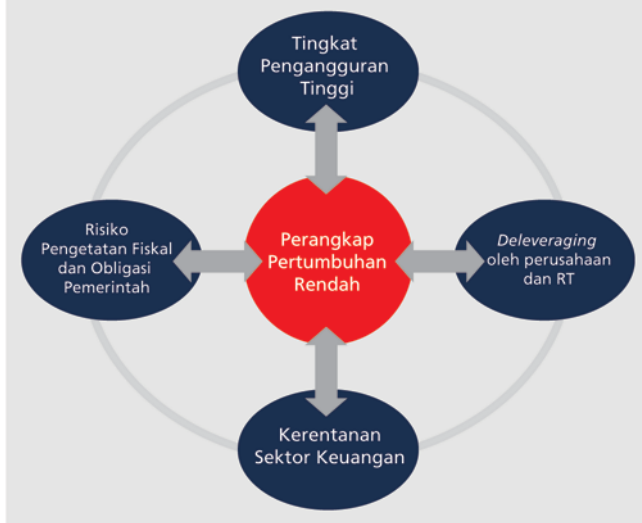 Tingkat
Pengangguran
Tinggi
Risiko
Pengetatan Fiskal
dan Obligasi
Pemerintah
Perangkap
Pertumbuhan
Rendah
Deleveraging
oleh perusahaan
dan RT
Kerentanan
Sektor Keuangan